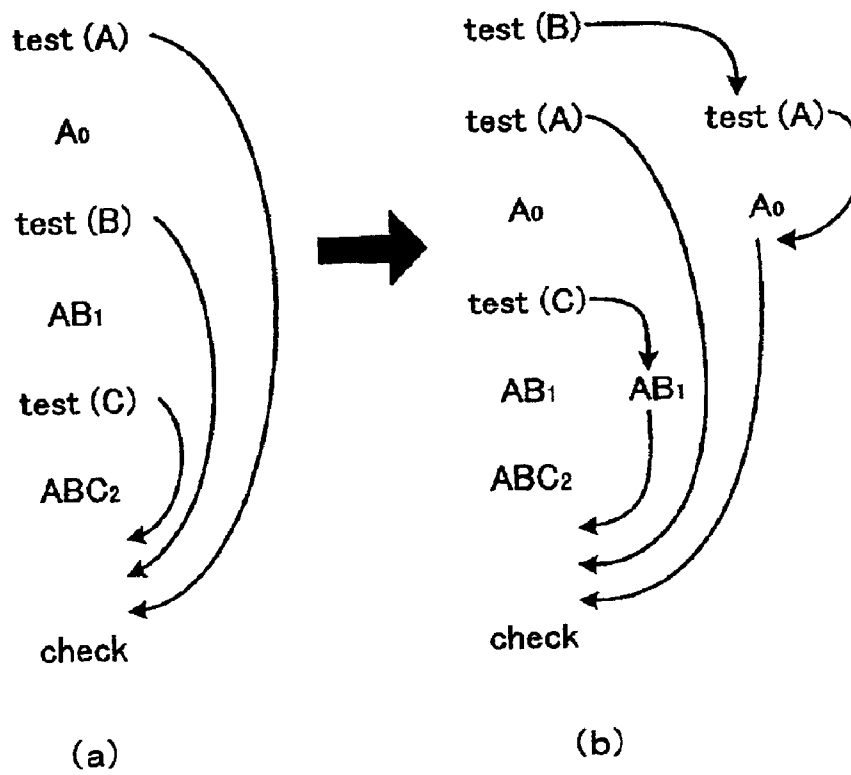 test (A)
A₀
test (B)
AB₁
test (C)
ABC₂
check
(a)
test (B)
test (A)
test (A)
A₀
A₀
test (C)
AB₁
AB₁
ABC₂
check
(b)